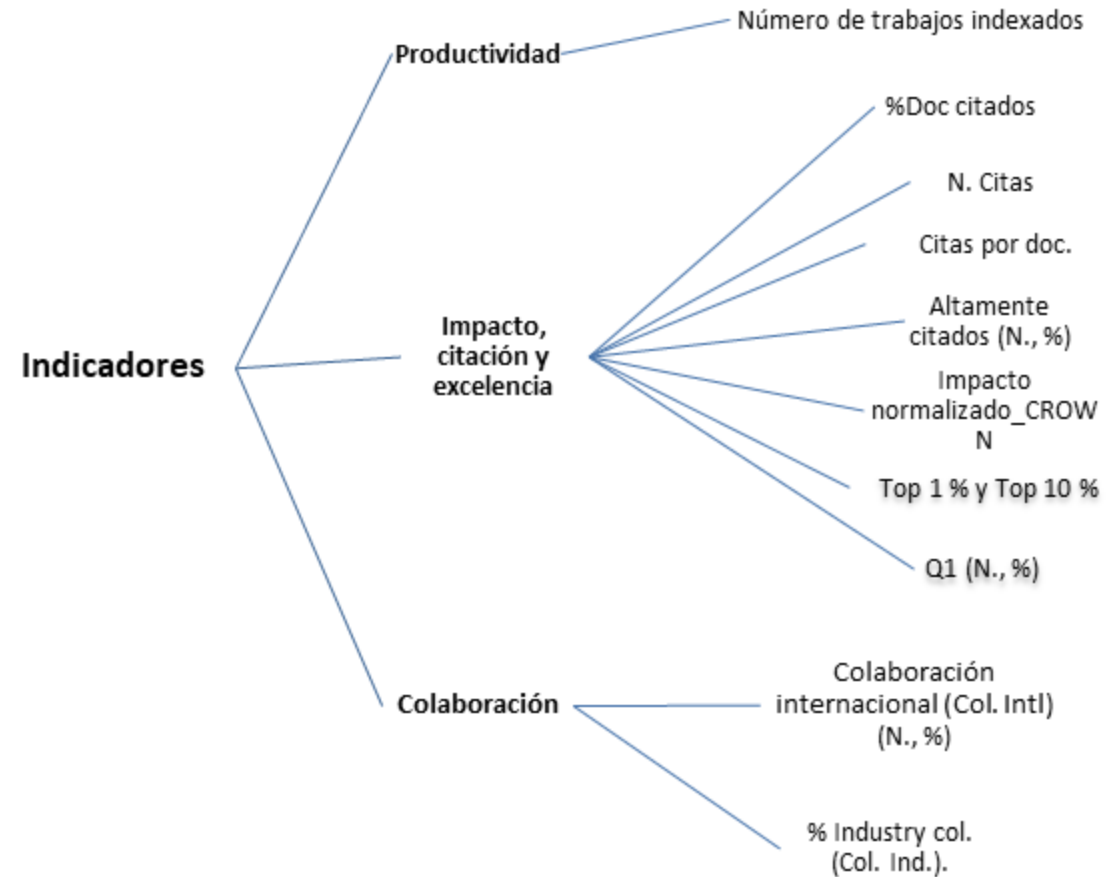 Indicadores
Productividad
Número de trabajos indexados
Impacto,
citación y
excelencia
%Doc citados
N. Citas
Citas por doc.
Altamente
citados (N., %)
Impacto
normalizado_CROW
N
Top 1 % y Top 10 %
Q1 (N., %)
Colaboración
Colaboración
internacional (Col. Intl)
(N., %)
% Industry col.
(Col. Ind.).